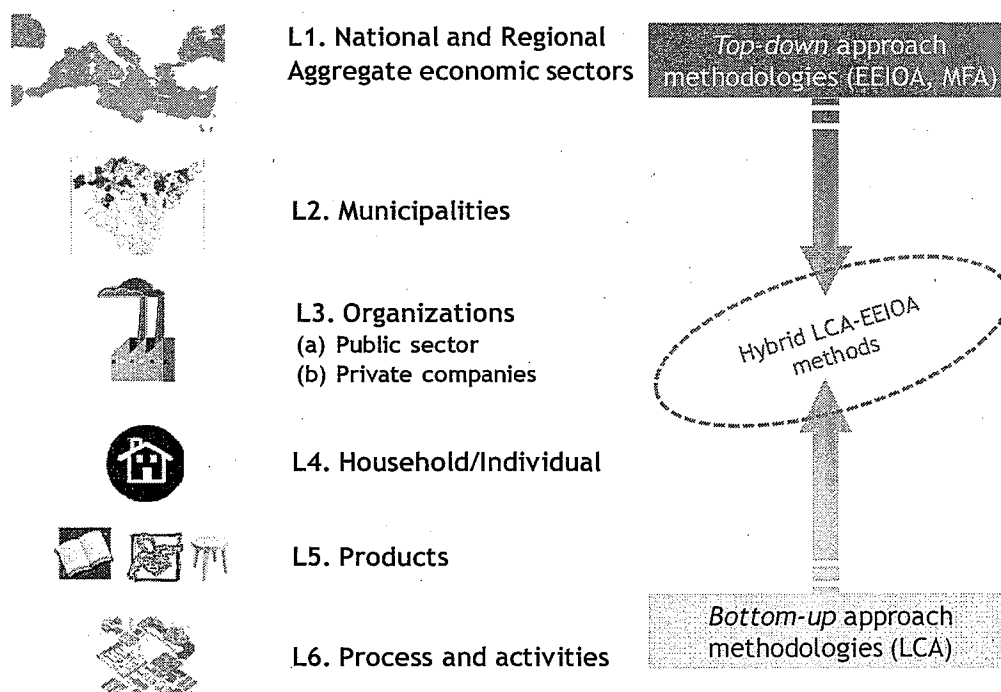 L1. National and Regional
Aggregate economic sectors
Top-down approach
methodologies (EEIOA, MFA)
L2. Municipalities
L3. Organizations
(a) Public sector
(b) Private companies
Hybrid LCA-EEIOA
methods
L4. Household/Individual
L5. Products
L6. Process and activities
Bottom-up approach
methodologies (LCA)